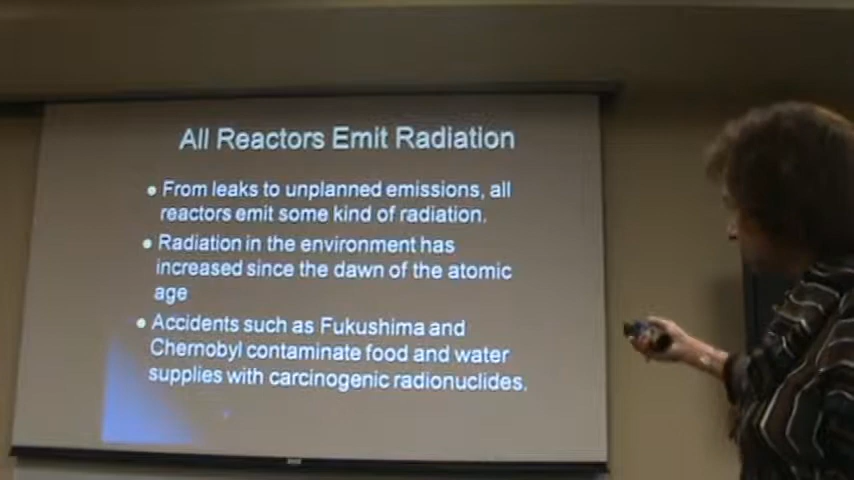 All Reactors Emit Radiation
• From leaks to unplanned emissions, all
reactors emit some kind of radiation.
• Radiation in the environment has
increased since the dawn of the atomic
age
• Accidents such as Fukushima and
Chernobyl contaminate food and water
supplies with carcinogenic radionuclides.